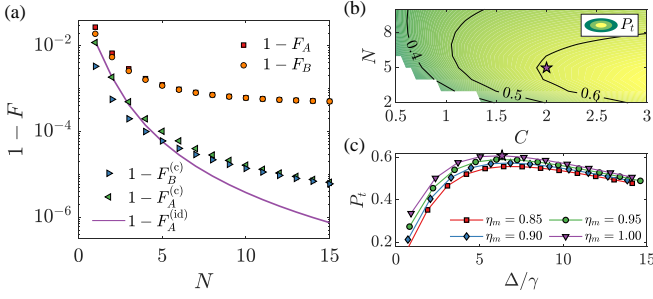 (a)
10^{-2}
10^{-4}
10^{-6}
1 − F
1 − F_A
1 − F_B
1 − F_B^{(c)}
1 − F_A^{(c)}
1 − F_A^{(id)}
0 5 10 15
N
(b)
10
5
0
N
P_t
0.4
0.5
0.6
0.5 1 1.5 2 2.5 3
C
(c)
0.6
0.4
0.2
P_t
η_m = 0.85
η_m = 0.95
η_m = 0.90
η_m = 1.00
0 5 10 15
Δ/γ